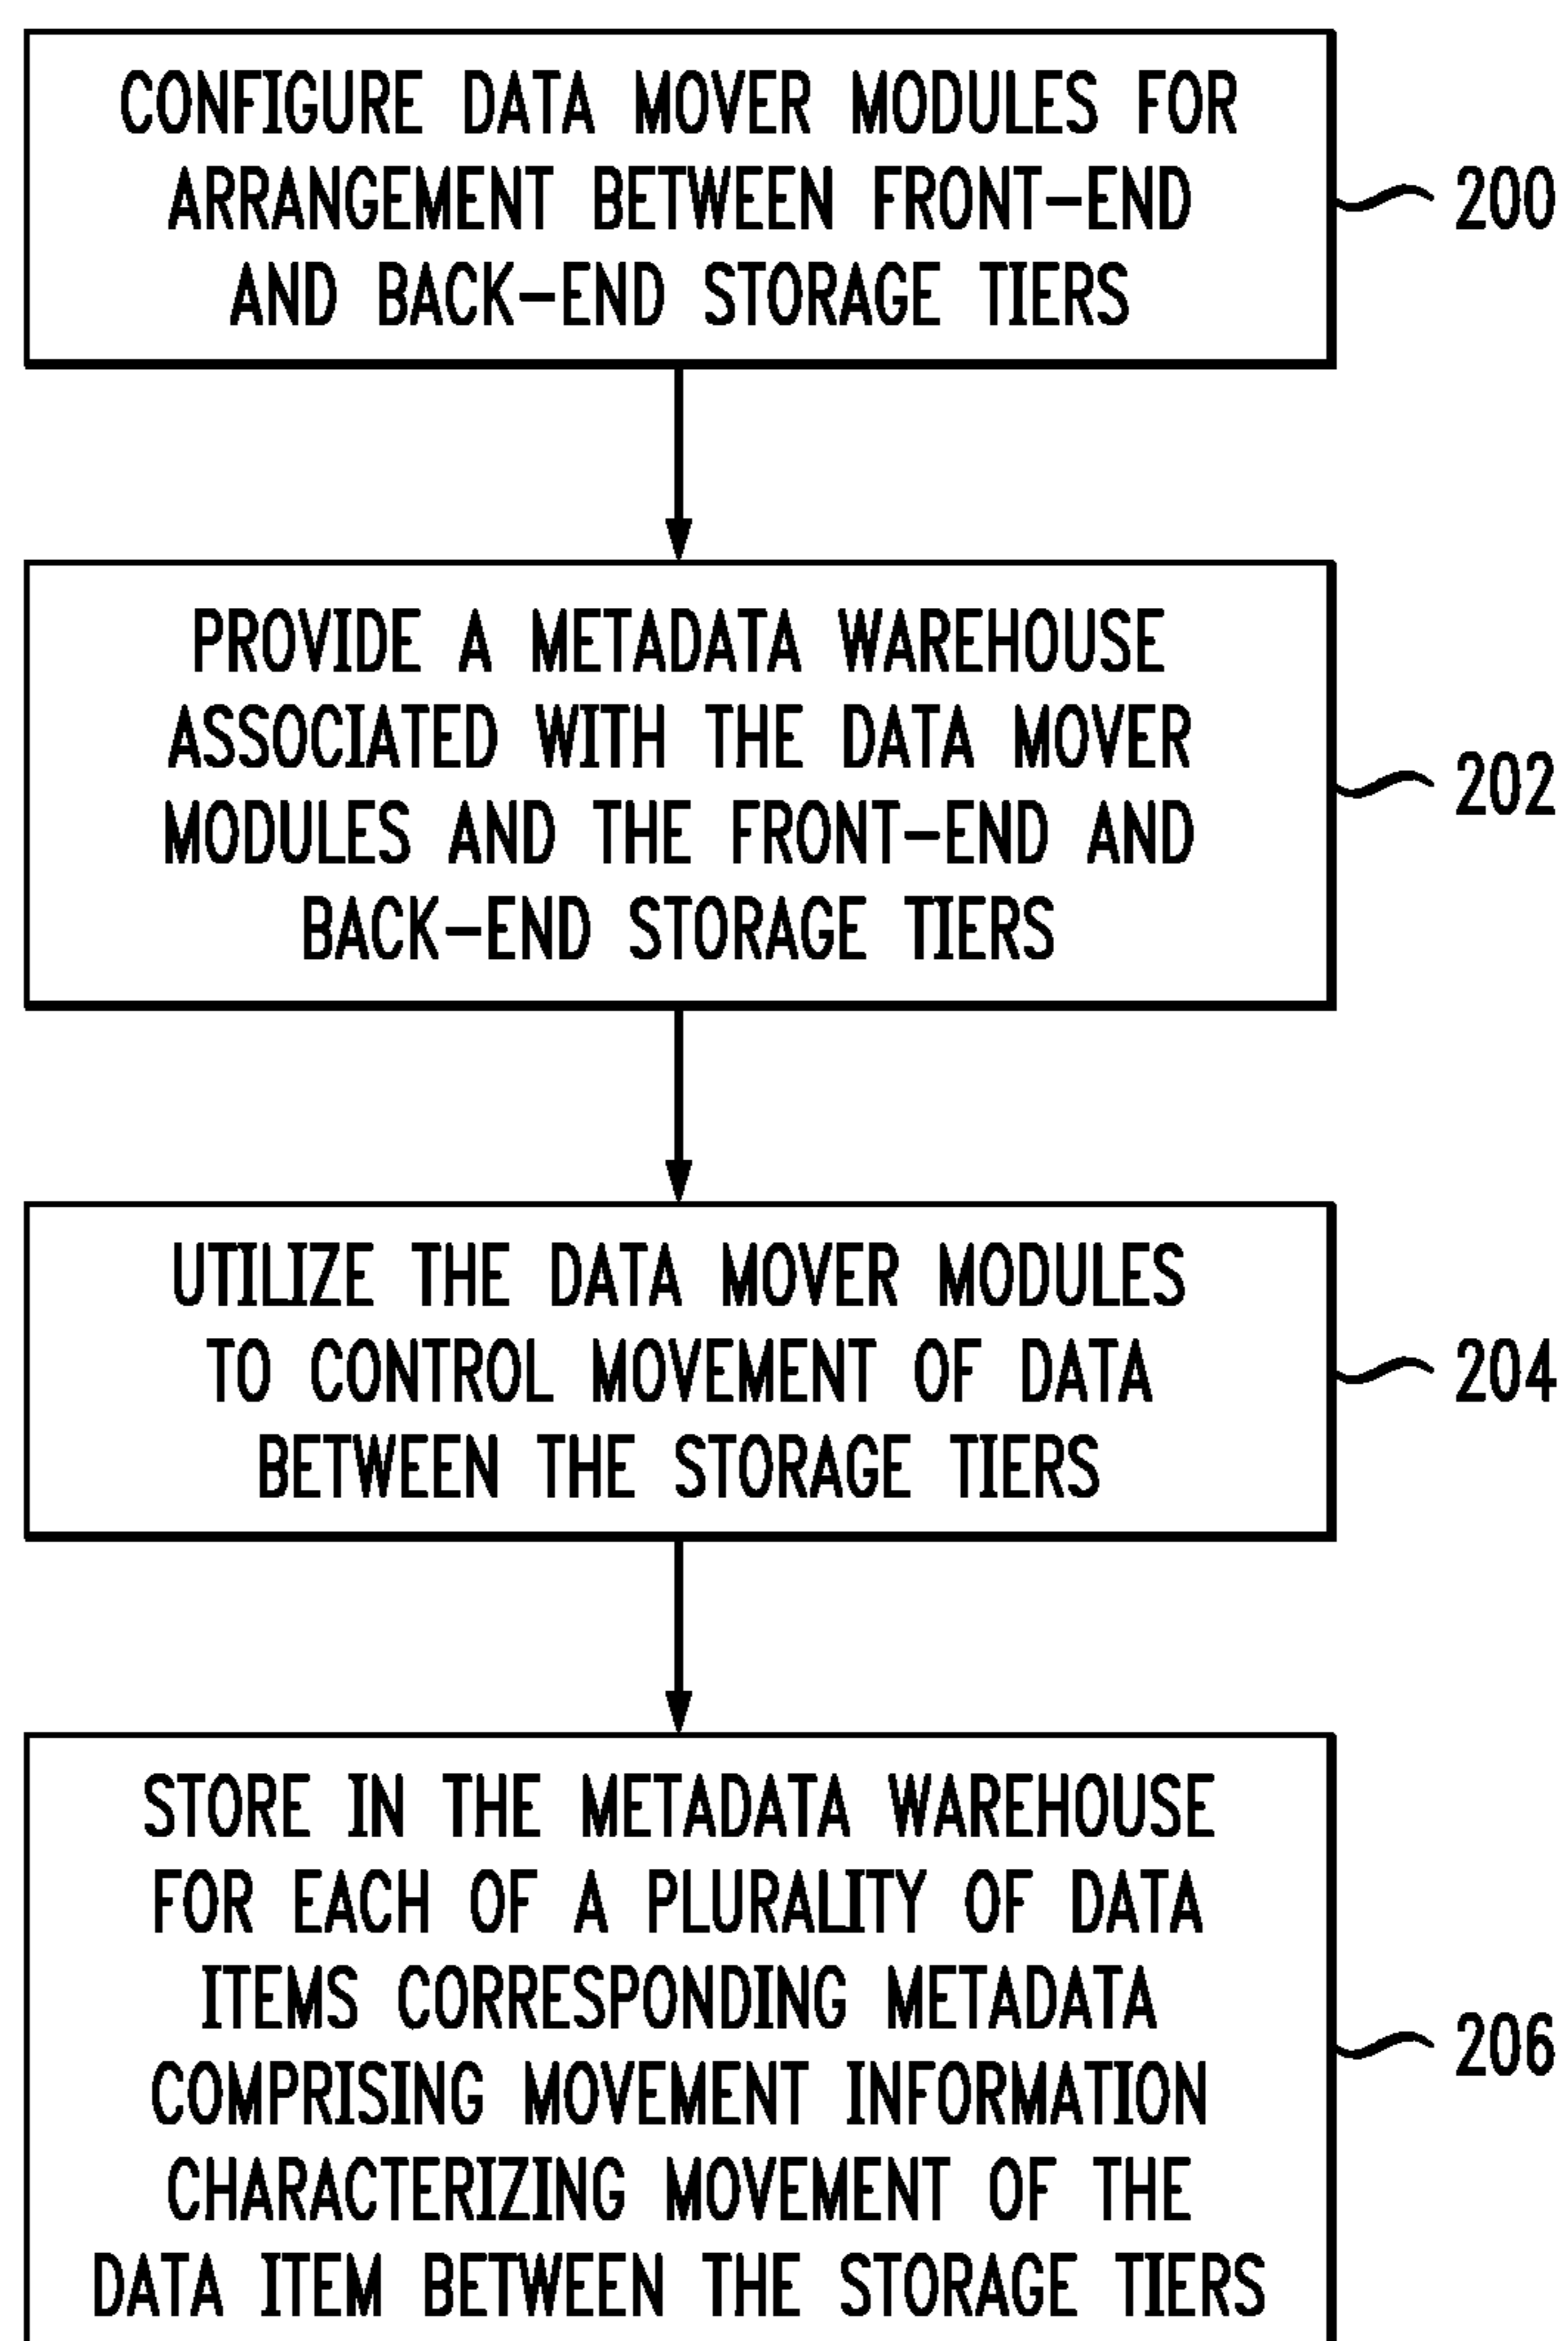 CONFIGURE DATA MOVER MODULES FOR
ARRANGEMENT BETWEEN FRONT-END
AND BACK-END STORAGE TIERS
200
PROVIDE A METADATA WAREHOUSE
ASSOCIATED WITH THE DATA MOVER
MODULES AND THE FRONT-END AND
BACK-END STORAGE TIERS
202
UTILIZE THE DATA MOVER MODULES
TO CONTROL MOVEMENT OF DATA
BETWEEN THE STORAGE TIERS
204
STORE IN THE METADATA WAREHOUSE
FOR EACH OF A PLURALITY OF DATA
ITEMS CORRESPONDING METADATA
COMPRISING MOVEMENT INFORMATION
CHARACTERIZING MOVEMENT OF THE
DATA ITEM BETWEEN THE STORAGE TIERS
206